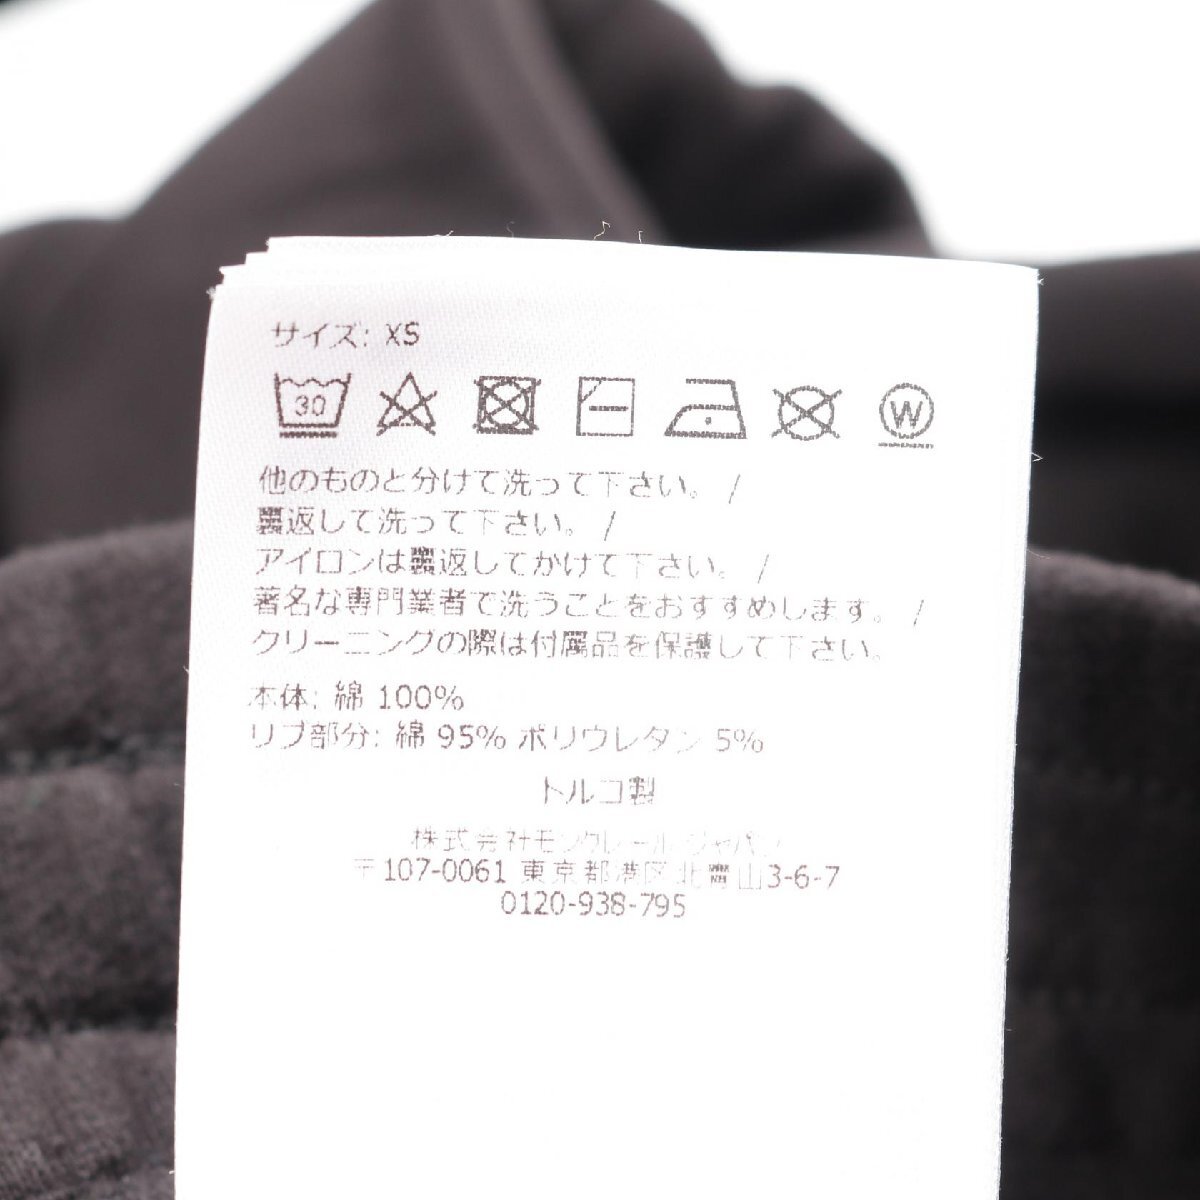 サイズ: XS
30
W
他のものと分けて洗って下さい。 /
裏返して洗って下さい。 /
アイロンは裏返してかけて下さい。 /
著名な専門業者で洗うことをおすすめします。 /
クリーニングの際は付属品を保護して下さい。
本体: 綿 100%
リブ部分: 綿 95% ポリウレタン 5%
トルコ製
株式会社モンクレール ジャパン
〒107-0061 東京都港区北青山3-6-7
0120-938-795